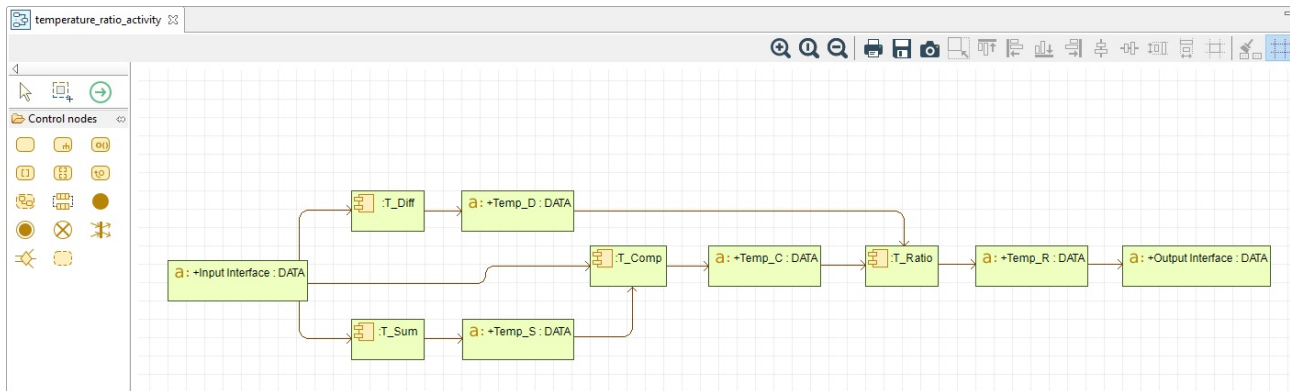 temperature_ratio_activity
Control nodes
:T_Diff
a: +Temp_D : DATA
:T_Comp
a: +Temp_C : DATA
:T_Ratio
a: +Temp_R : DATA
a: +Output Interface : DATA
a: +Input Interface : DATA
:T_Sum
a: +Temp_S : DATA